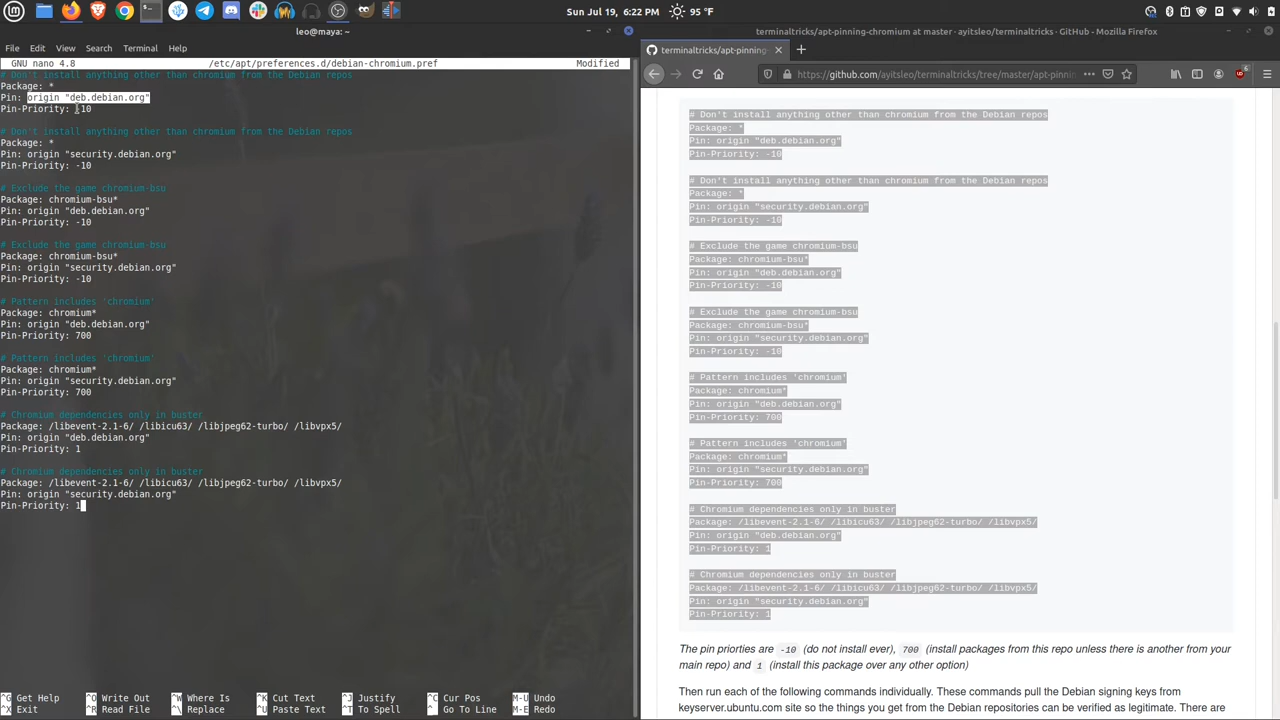 Sun Jul 19, 6:22 PM
95 °F
leo@maya: ~
File Edit View Search Terminal Help
GNU nano 4.8 /etc/apt/preferences.d/debian-chromium.pref Modified
# Don't install anything other than chromium from the Debian repos
Package: *
Pin: origin "deb.debian.org"
Pin-Priority: -10
# Don't install anything other than chromium from the Debian repos
Package: *
Pin: origin "security.debian.org"
Pin-Priority: -10
# Exclude the game chromium-bsu
Package: chromium-bsu*
Pin: origin "deb.debian.org"
Pin-Priority: -10
# Exclude the game chromium-bsu
Package: chromium-bsu*
Pin: origin "security.debian.org"
Pin-Priority: -10
# Pattern includes 'chromium'
Package: chromium*
Pin: origin "deb.debian.org"
Pin-Priority: 700
# Pattern includes 'chromium'
Package: chromium*
Pin: origin "security.debian.org"
Pin-Priority: 700
# Chromium dependencies only in buster
Package: /libevent-2.1-6/ /libicu63/ /libjpeg62-turbo/ /libvpx5/
Pin: origin "deb.debian.org"
Pin-Priority: 1
# Chromium dependencies only in buster
Package: /libevent-2.1-6/ /libicu63/ /libjpeg62-turbo/ /libvpx5/
Pin: origin "security.debian.org"
Pin-Priority: 1
^G Get Help ^O Write Out ^W Where Is ^K Cut Text ^J Justify ^C Cur Pos M-U Undo
^X Exit ^R Read File ^\ Replace ^U Paste Text ^T To Spell ^_ Go To Line M-E Redo
terminaltricks/apt-pinning-chromium at master · ayitsleo/terminaltricks · GitHub - Mozilla Firefox
terminaltricks/apt-pinning-
https://github.com/ayitsleo/terminaltricks/tree/master/apt-pinn
# Don't install anything other than chromium from the Debian repos
Package: *
Pin: origin "deb.debian.org"
Pin-Priority: -10
# Don't install anything other than chromium from the Debian repos
Package: *
Pin: origin "security.debian.org"
Pin-Priority: -10
# Exclude the game chromium-bsu
Package: chromium-bsu*
Pin: origin "deb.debian.org"
Pin-Priority: -10
# Exclude the game chromium-bsu
Package: chromium-bsu*
Pin: origin "security.debian.org"
Pin-Priority: -10
# Pattern includes 'chromium'
Package: chromium*
Pin: origin "deb.debian.org"
Pin-Priority: 700
# Pattern includes 'chromium'
Package: chromium*
Pin: origin "security.debian.org"
Pin-Priority: 700
# Chromium dependencies only in buster
Package: /libevent-2.1-6/ /libicu63/ /libjpeg62-turbo/ /libvpx5/
Pin: origin "deb.debian.org"
Pin-Priority: 1
# Chromium dependencies only in buster
Package: /libevent-2.1-6/ /libicu63/ /libjpeg62-turbo/ /libvpx5/
Pin: origin "security.debian.org"
Pin-Priority: 1
The pin priorties are -10 (do not install ever), 700 (install packages from this repo unless there is another from your
main repo) and 1 (install this package over any other option)
Then run each of the following commands individually. These commands pull the Debian signing keys from
keyserver.ubuntu.com site so the things you get from the Debian repositories can be verified as legitimate. There are